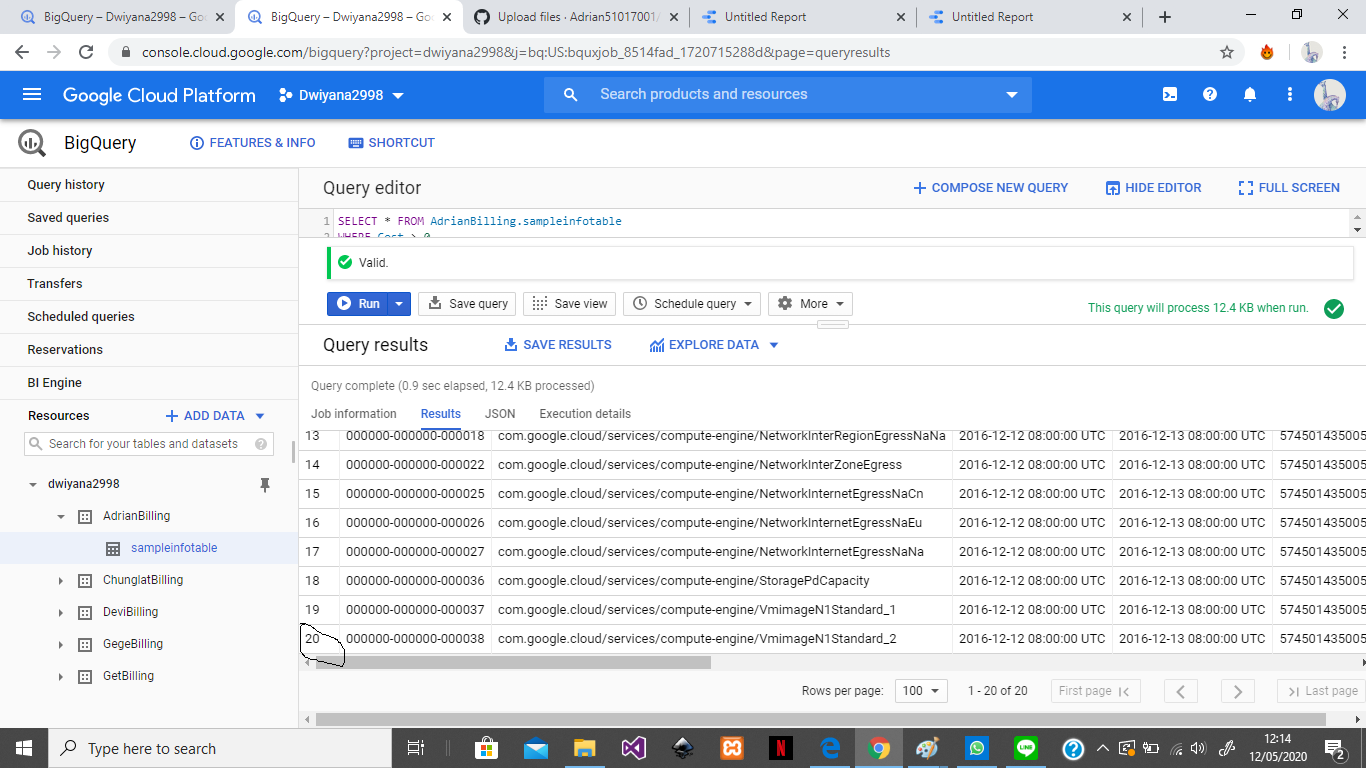 BigQuery – Dwiyana2998 – Go
BigQuery – Dwiyana2998 – Go
Upload files · Adrian51017001/
Untitled Report
Untitled Report
console.cloud.google.com/bigquery?project=dwiyana2998&j=bq:US:bquxjob_8514fad_1720715288d&page=queryresults
Google Cloud Platform
Dwiyana2998
Search products and resources
BigQuery
FEATURES & INFO
SHORTCUT
Query history
Saved queries
Job history
Transfers
Scheduled queries
Reservations
BI Engine
Resources
ADD DATA
Search for your tables and datasets
dwiyana2998
AdrianBilling
sampleinfotable
ChunglatBilling
DeviBilling
GegeBilling
GetBilling
Query editor
COMPOSE NEW QUERY
HIDE EDITOR
FULL SCREEN
1 SELECT * FROM AdrianBilling.sampleinfotable
2 WHERE Cost > 0
Valid.
Run
Save query
Save view
Schedule query
More
This query will process 12.4 KB when run.
Query results
SAVE RESULTS
EXPLORE DATA
Query complete (0.9 sec elapsed, 12.4 KB processed)
Job information
Results
JSON
Execution details
13 000000-000000-000018 com.google.cloud/services/compute-engine/NetworkInterRegionEgressNaNa 2016-12-12 08:00:00 UTC 2016-12-13 08:00:00 UTC 574501435005
14 000000-000000-000022 com.google.cloud/services/compute-engine/NetworkInterZoneEgress 2016-12-12 08:00:00 UTC 2016-12-13 08:00:00 UTC 574501435005
15 000000-000000-000025 com.google.cloud/services/compute-engine/NetworkInternetEgressNaCn 2016-12-12 08:00:00 UTC 2016-12-13 08:00:00 UTC 574501435005
16 000000-000000-000026 com.google.cloud/services/compute-engine/NetworkInternetEgressNaEu 2016-12-12 08:00:00 UTC 2016-12-13 08:00:00 UTC 574501435005
17 000000-000000-000027 com.google.cloud/services/compute-engine/NetworkInternetEgressNaNa 2016-12-12 08:00:00 UTC 2016-12-13 08:00:00 UTC 574501435005
18 000000-000000-000036 com.google.cloud/services/compute-engine/StoragePdCapacity 2016-12-12 08:00:00 UTC 2016-12-13 08:00:00 UTC 574501435005
19 000000-000000-000037 com.google.cloud/services/compute-engine/VmimageN1Standard_1 2016-12-12 08:00:00 UTC 2016-12-13 08:00:00 UTC 574501435005
20 000000-000000-000038 com.google.cloud/services/compute-engine/VmimageN1Standard_2 2016-12-12 08:00:00 UTC 2016-12-13 08:00:00 UTC 574501435005
Rows per page: 100 1 - 20 of 20 First page Last page
Type here to search
12:14
12/05/2020
2